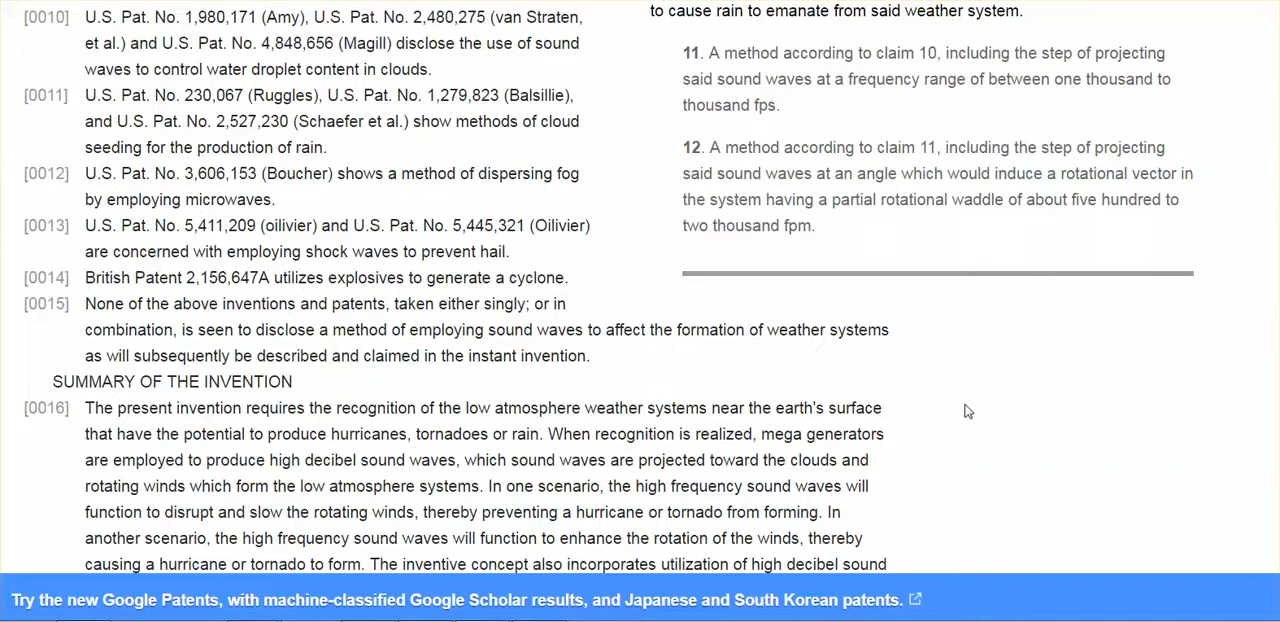 [0010] U.S. Pat. No. 1,980,171 (Amy), U.S. Pat. No. 2,480,275 (van Straten,
et al.) and U.S. Pat. No. 4,848,656 (Magill) disclose the use of sound
waves to control water droplet content in clouds.
[0011] U.S. Pat. No. 230,067 (Ruggles), U.S. Pat. No. 1,279,823 (Balsillie),
and U.S. Pat. No. 2,527,230 (Schaefer et al.) show methods of cloud
seeding for the production of rain.
[0012] U.S. Pat. No. 3,606,153 (Boucher) shows a method of dispersing fog
by employing microwaves.
[0013] U.S. Pat. No. 5,411,209 (oilivier) and U.S. Pat. No. 5,445,321 (Oilivier)
are concerned with employing shock waves to prevent hail.
[0014] British Patent 2,156,647A utilizes explosives to generate a cyclone.
[0015] None of the above inventions and patents, taken either singly; or in
combination, is seen to disclose a method of employing sound waves to affect the formation of weather systems
as will subsequently be described and claimed in the instant invention.
SUMMARY OF THE INVENTION
[0016] The present invention requires the recognition of the low atmosphere weather systems near the earth's surface
that have the potential to produce hurricanes, tornadoes or rain. When recognition is realized, mega generators
are employed to produce high decibel sound waves, which sound waves are projected toward the clouds and
rotating winds which form the low atmosphere systems. In one scenario, the high frequency sound waves will
function to disrupt and slow the rotating winds, thereby preventing a hurricane or tornado from forming. In
another scenario, the high frequency sound waves will function to enhance the rotation of the winds, thereby
causing a hurricane or tornado to form. The inventive concept also incorporates utilization of high decibel sound
to cause rain to emanate from said weather system.
11. A method according to claim 10, including the step of projecting
said sound waves at a frequency range of between one thousand to
thousand fps.
12. A method according to claim 11, including the step of projecting
said sound waves at an angle which would induce a rotational vector in
the system having a partial rotational waddle of about five hundred to
two thousand fpm.
Try the new Google Patents, with machine-classified Google Scholar results, and Japanese and South Korean patents.